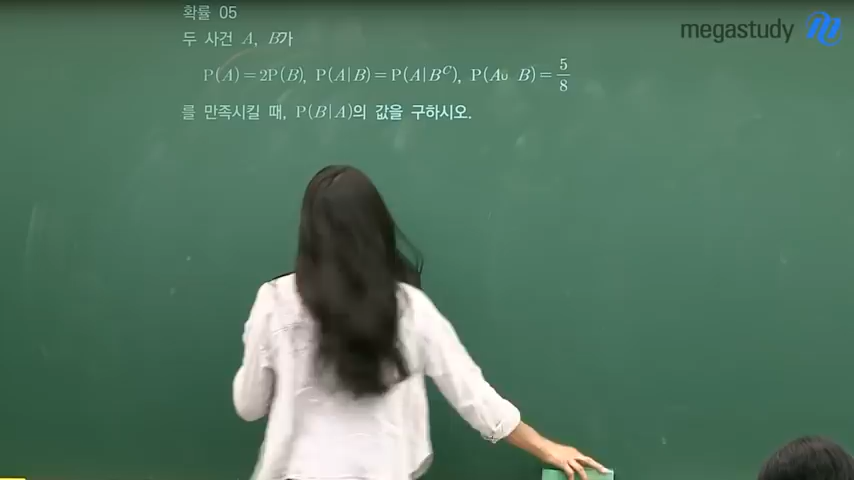 확률 05
megastudy
두 사건 A, B가
P(A)=2P(B), P(A|B)=P(A|B^C), P(A∪B)=5/8
를 만족시킬 때, P(B|A)의 값을 구하시오.